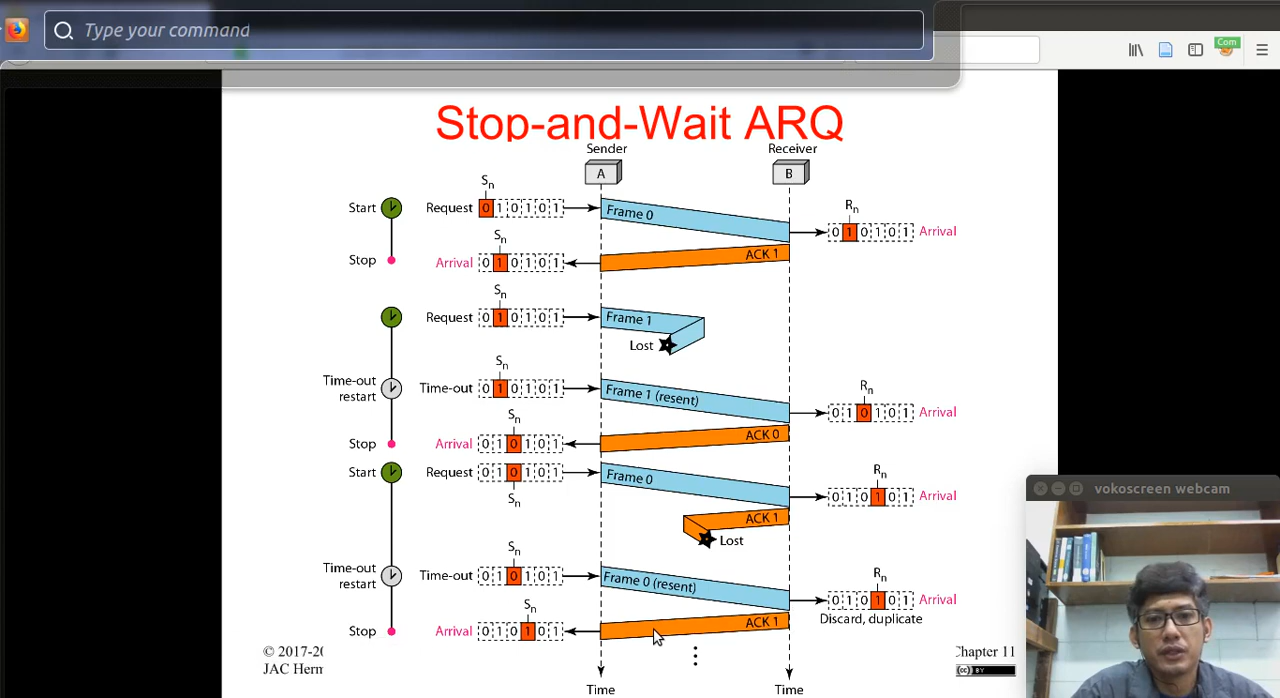 Type your command
Com
Stop-and-Wait ARQ
Sender
Receiver
A
B
Sn
Start
Request
0 1 0 1 0 1
Frame 0
Rn
0 1 0 1 0 1
Arrival
Sn
Stop
Arrival
0 1 0 1 0 1
ACK 1
Sn
Request
0 1 0 1 0 1
Frame 1
Lost
Sn
Time-out
restart
Time-out
0 1 0 1 0 1
Frame 1 (resent)
Rn
0 1 0 1 0 1
Arrival
Sn
Stop
Arrival
0 1 0 1 0 1
ACK 0
Start
Request
0 1 0 1 0 1
Sn
Frame 0
Rn
0 1 0 1 0 1
Arrival
ACK 1
Lost
Sn
Time-out
restart
Time-out
0 1 0 1 0 1
Frame 0 (resent)
Rn
0 1 0 1 0 1
Arrival
Discard, duplicate
Sn
Stop
Arrival
0 1 0 1 0 1
ACK 1
Time
Time
© 2017-20
JAC Herm
Chapter 11
(cc) BY
vokoscreen webcam